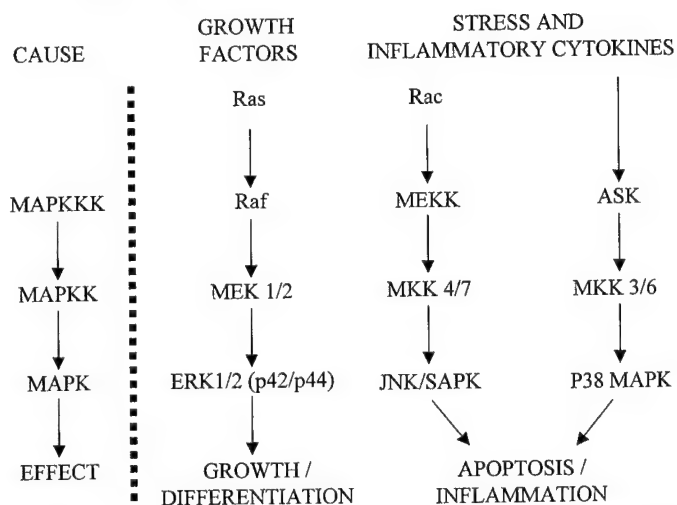 CAUSE
GROWTH
FACTORS
STRESS AND
INFLAMMATORY CYTOKINES
Ras
Rac
MAPKKK
Raf
MEKK
ASK
MAPKK
MEK 1/2
MKK 4/7
MKK 3/6
MAPK
ERK1/2 (p42/p44)
JNK/SAPK
P38 MAPK
EFFECT
GROWTH /
DIFFERENTIATION
APOPTOSIS /
INFLAMMATION